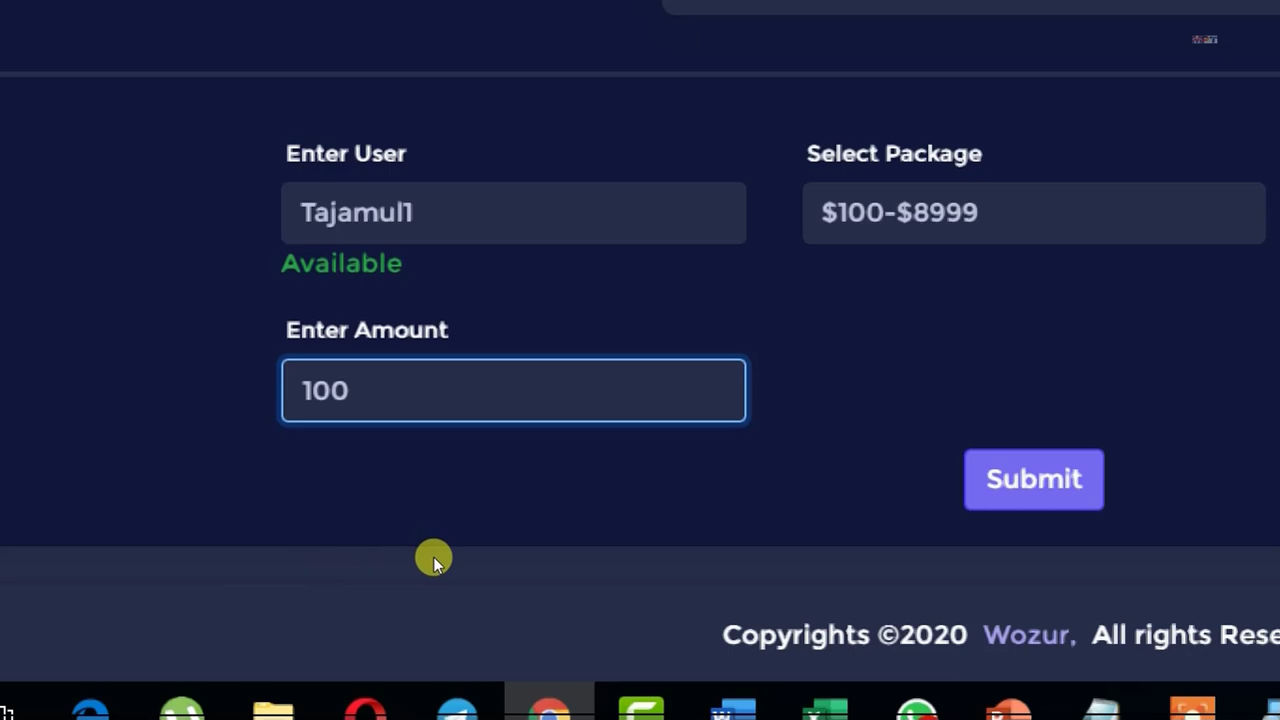 Enter User
Select Package
Tajamul1
$100-$8999
Available
Enter Amount
100
Submit
Copyrights ©2020 Wozur, All rights Rese